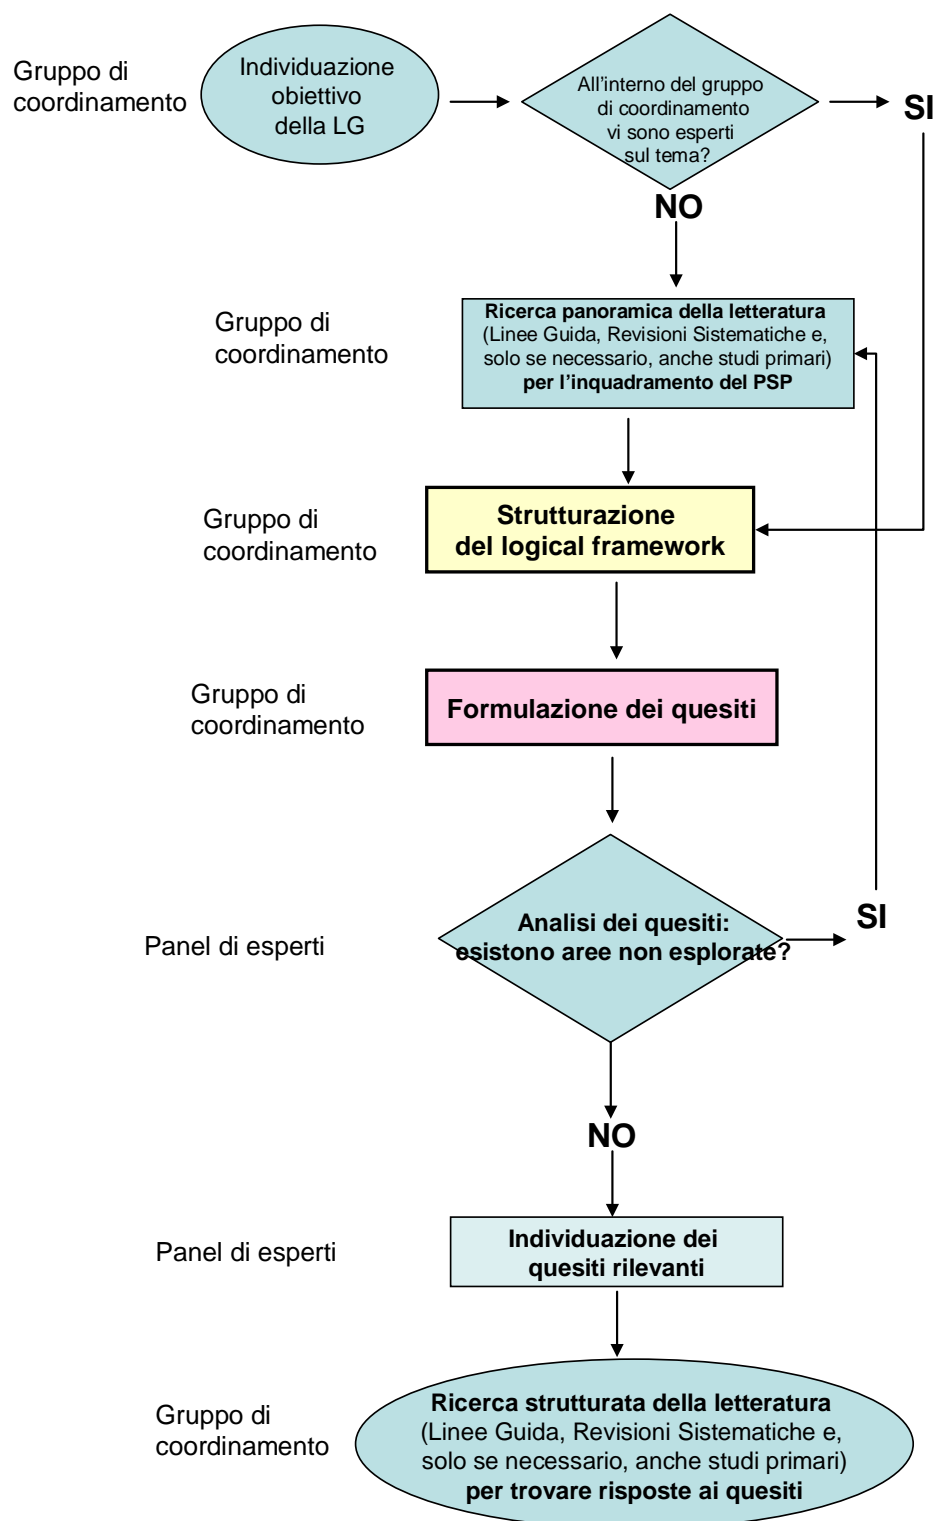 Gruppo di
coordinamento
Individuazione
obiettivo
della LG
All’interno del gruppo
di coordinamento
vi sono esperti
sul tema?
SI
NO
Gruppo di
coordinamento
Ricerca panoramica della letteratura
(Linee Guida, Revisioni Sistematiche e,
solo se necessario, anche studi primari)
per l’inquadramento del PSP
Gruppo di
coordinamento
Strutturazione
del logical framework
Gruppo di
coordinamento
Formulazione dei quesiti
Panel di esperti
Analisi dei quesiti:
esistono aree non esplorate?
SI
NO
Panel di esperti
Individuazione dei
quesiti rilevanti
Gruppo di
coordinamento
Ricerca strutturata della letteratura
(Linee Guida, Revisioni Sistematiche e,
solo se necessario, anche studi primari)
per trovare risposte ai quesiti